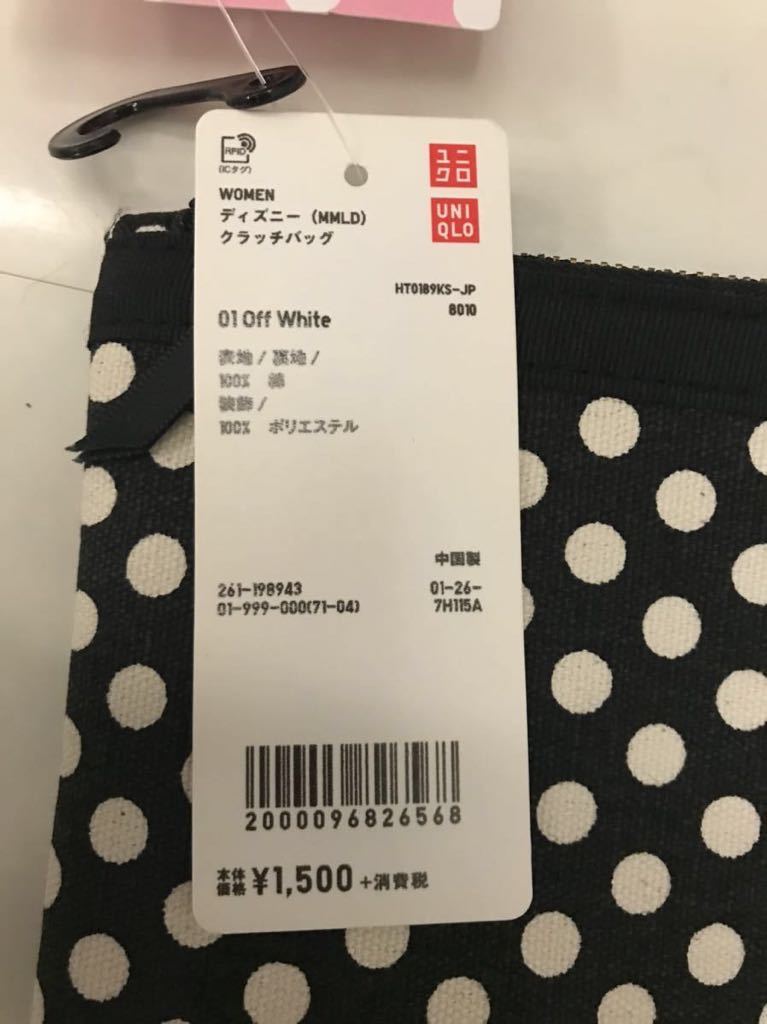 RFID
(ICタグ)
ユニ
クロ
UNI
QLO
WOMEN
ディズニー (MMLD)
クラッチバッグ
HT0189KS-JP
8010
01 Off White
表地/ 裏地/
100% 綿
装飾/
100% ポリエステル
中国製
261-198943
01-26-
01-999-000(71-04)
7H115A
2000096826568
本体
価格 ¥1,500 +消費税